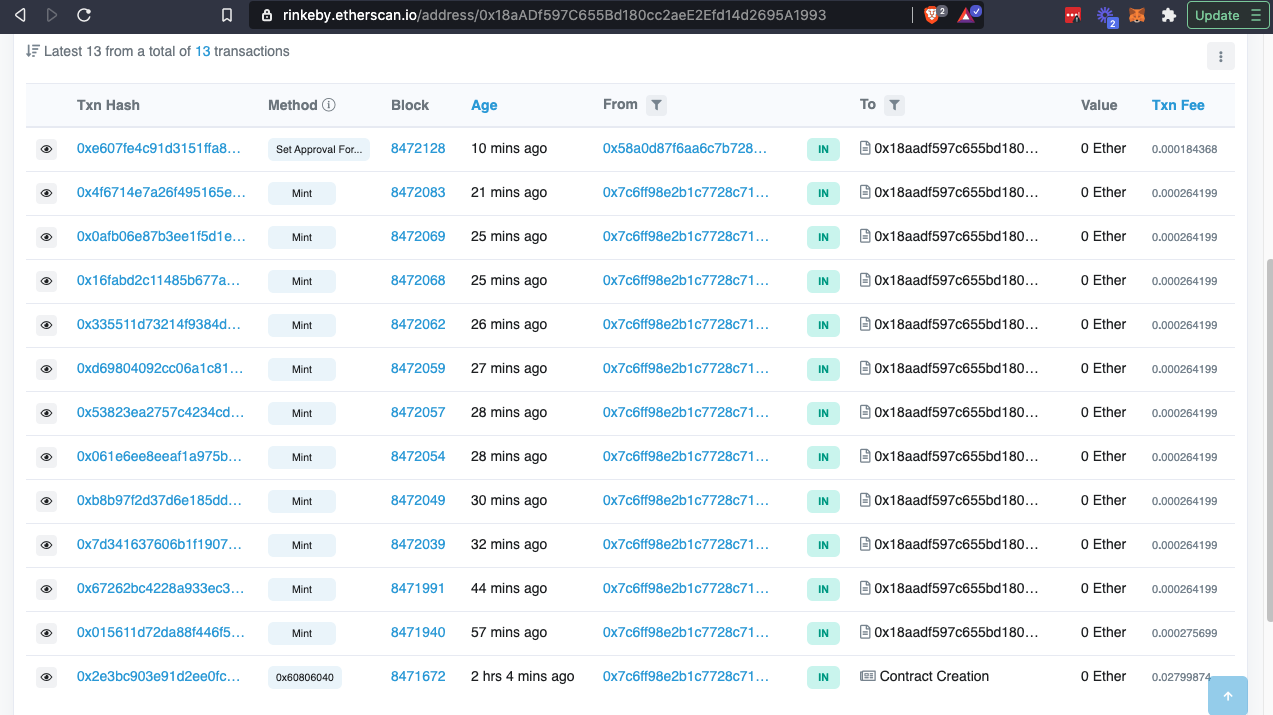 rinkeby.etherscan.io/address/0x18aADf597C655Bd180cc2aeE2Efd14d2695A1993 2 2 Update
Latest 13 from a total of 13 transactions
Txn Hash Method Block Age From To Value Txn Fee
0xe607fe4c91d3151ffa8... Set Approval For... 8472128 10 mins ago 0x58a0d87f6aa6c7b728... IN 0x18aadf597c655bd180... 0 Ether 0.000184368
0x4f6714e7a26f495165e... Mint 8472083 21 mins ago 0x7c6ff98e2b1c7728c71... IN 0x18aadf597c655bd180... 0 Ether 0.000264199
0x0afb06e87b3ee1f5d1e... Mint 8472069 25 mins ago 0x7c6ff98e2b1c7728c71... IN 0x18aadf597c655bd180... 0 Ether 0.000264199
0x16fabd2c11485b677a... Mint 8472068 25 mins ago 0x7c6ff98e2b1c7728c71... IN 0x18aadf597c655bd180... 0 Ether 0.000264199
0x335511d73214f9384d... Mint 8472062 26 mins ago 0x7c6ff98e2b1c7728c71... IN 0x18aadf597c655bd180... 0 Ether 0.000264199
0xd69804092cc06a1c81... Mint 8472059 27 mins ago 0x7c6ff98e2b1c7728c71... IN 0x18aadf597c655bd180... 0 Ether 0.000264199
0x53823ea2757c4234cd... Mint 8472057 28 mins ago 0x7c6ff98e2b1c7728c71... IN 0x18aadf597c655bd180... 0 Ether 0.000264199
0x061e6ee8eeaf1a975b... Mint 8472054 28 mins ago 0x7c6ff98e2b1c7728c71... IN 0x18aadf597c655bd180... 0 Ether 0.000264199
0xb8b97f2d37d6e185dd... Mint 8472049 30 mins ago 0x7c6ff98e2b1c7728c71... IN 0x18aadf597c655bd180... 0 Ether 0.000264199
0x7d341637606b1f1907... Mint 8472039 32 mins ago 0x7c6ff98e2b1c7728c71... IN 0x18aadf597c655bd180... 0 Ether 0.000264199
0x67262bc4228a933ec3... Mint 8471991 44 mins ago 0x7c6ff98e2b1c7728c71... IN 0x18aadf597c655bd180... 0 Ether 0.000264199
0x015611d72da88f446f5... Mint 8471940 57 mins ago 0x7c6ff98e2b1c7728c71... IN 0x18aadf597c655bd180... 0 Ether 0.000275699
0x2e3bc903e91d2ee0fc... 0x60806040 8471672 2 hrs 4 mins ago 0x7c6ff98e2b1c7728c71... IN Contract Creation 0 Ether 0.02799874